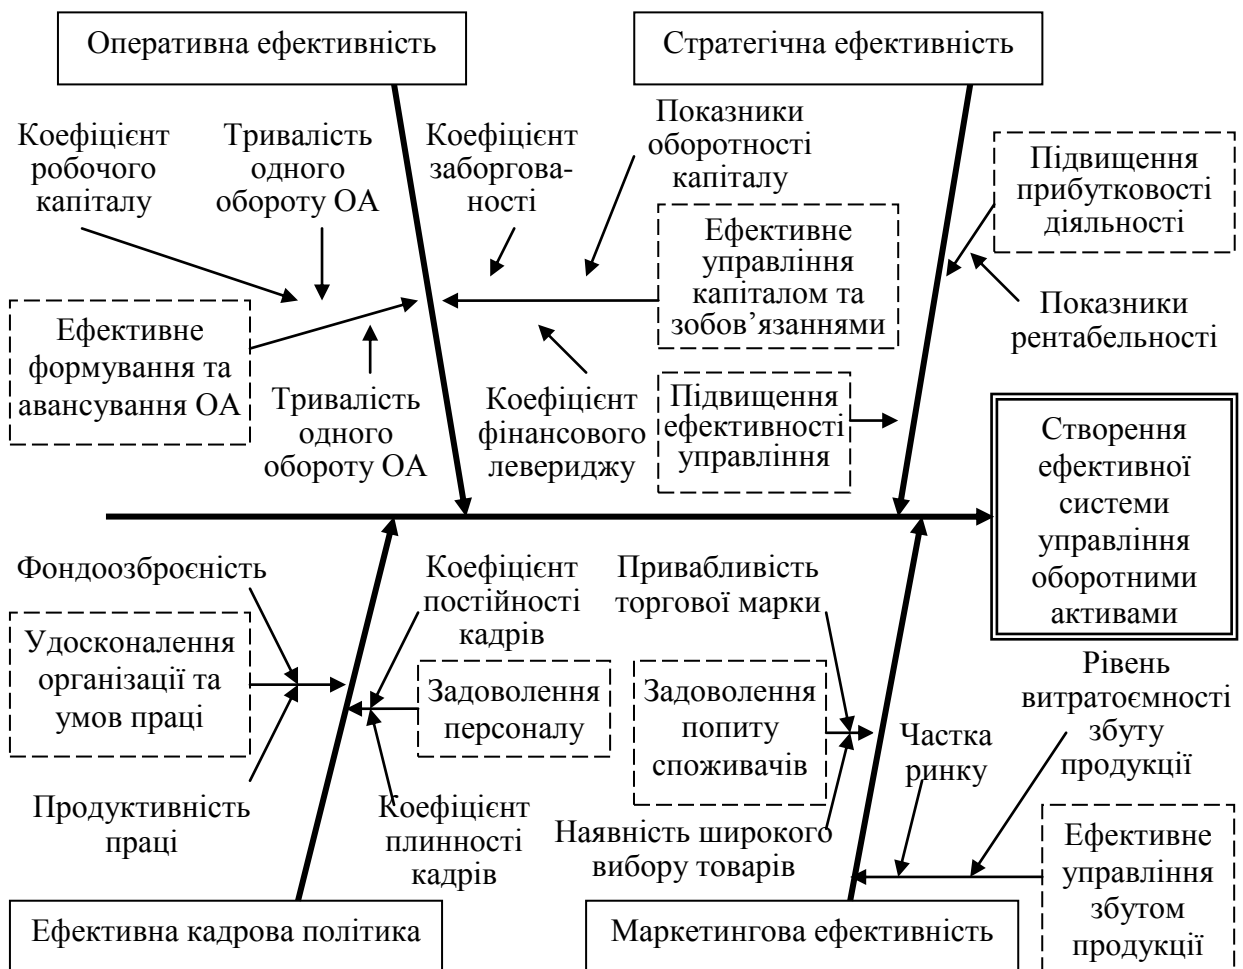 Оперативна ефективність
Стратегічна ефективність
Коефіцієнт
робочого
капіталу
Тривалість
одного
обороту ОА
Коефіцієнт
заборгова-
ності
Показники
оборотності
капіталу
Підвищення
прибутковості
діяльності
Ефективне
управління
капіталом та
зобов’язаннями
Показники
рентабельності
Ефективне
формування та
авансування ОА
Тривалість
одного
обороту ОА
Коефіцієнт
фінансового
левериджу
Підвищення
ефективності
управління
Створення
ефективної
системи
управління
оборотними
активами
Фондоозброєність
Коефіцієнт
постійності
кадрів
Привабливість
торгової марки
Удосконалення
організації та
умов праці
Задоволення
персоналу
Задоволення
попиту
споживачів
Частка
ринку
Рівень
витратоємності
збуту
продукції
Продуктивність
праці
Коефіцієнт
плинності
кадрів
Наявність широкого
вибору товарів
Ефективне
управління
збутом
продукції
Ефективна кадрова політика
Маркетингова ефективність